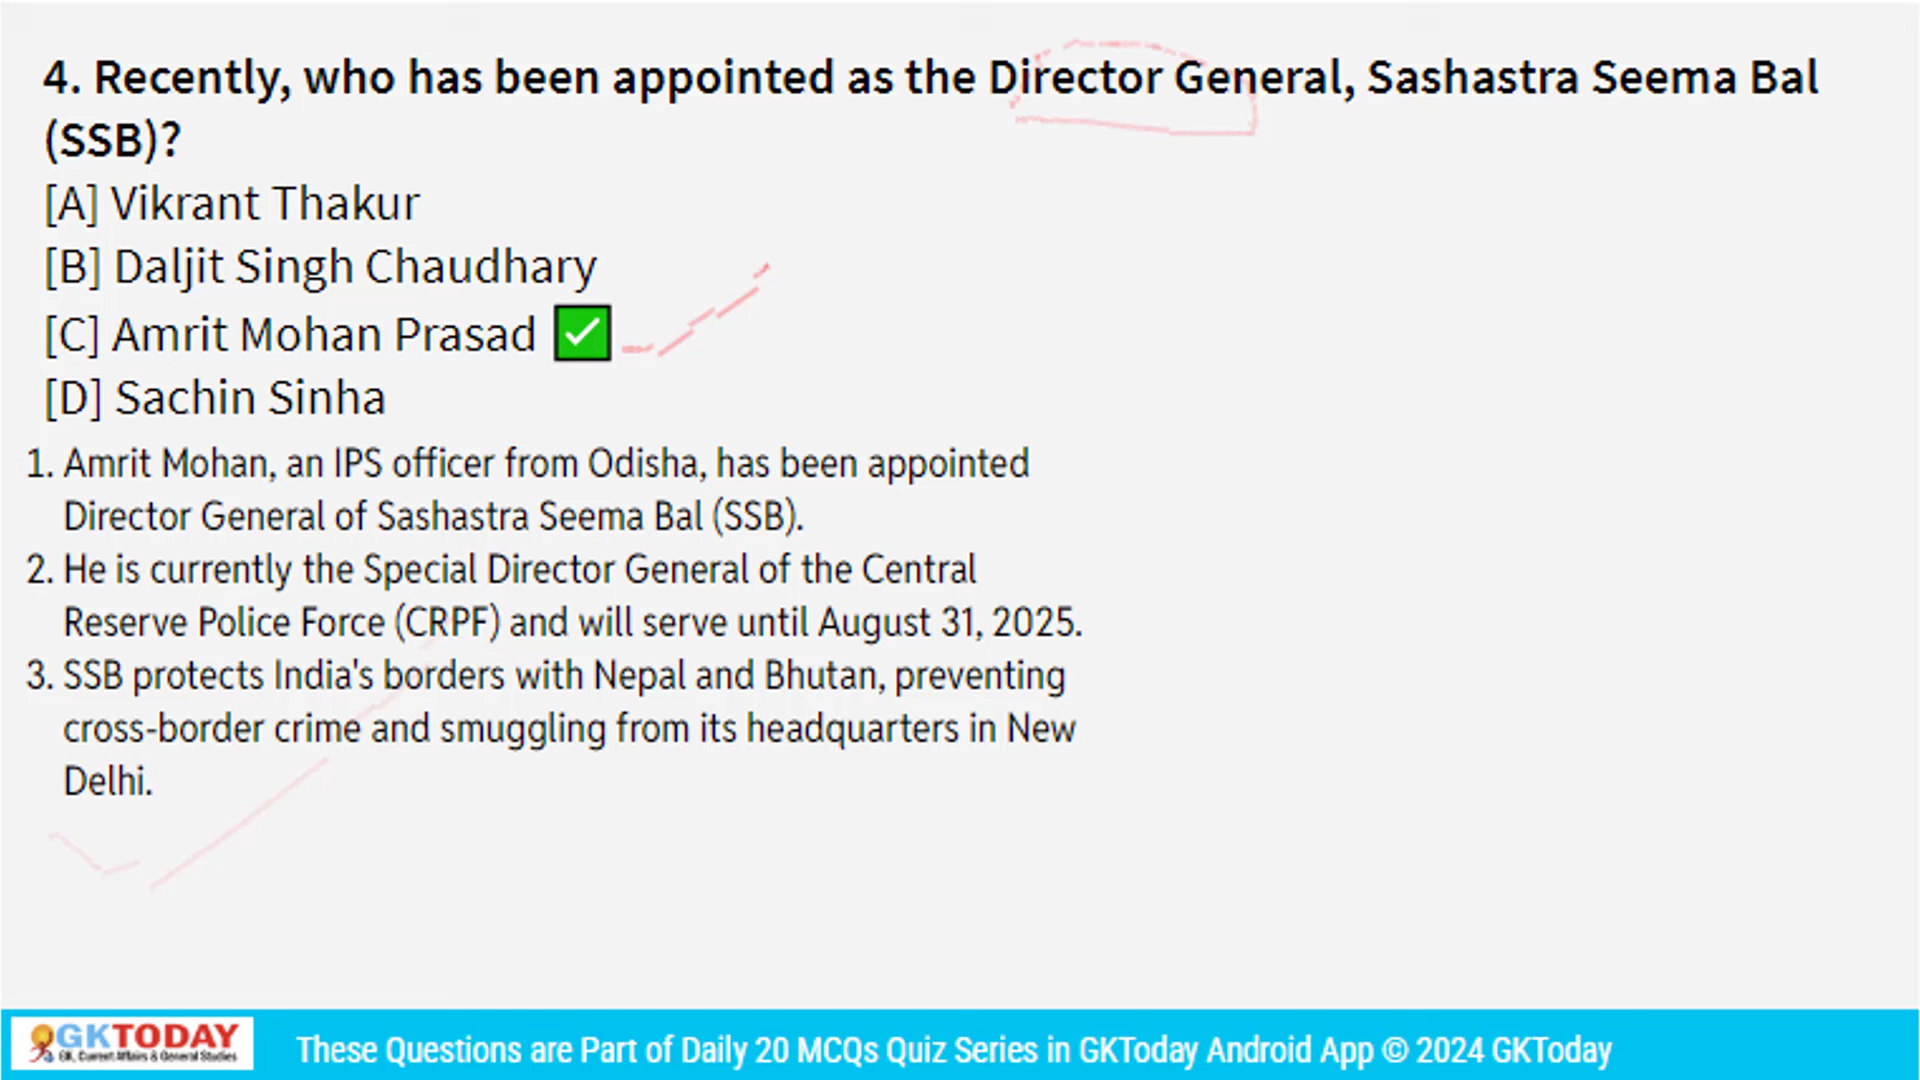 4. Recently, who has been appointed as the Director General, Sashastra Seema Bal
(SSB)?
[A] Vikrant Thakur
[B] Daljit Singh Chaudhary
[C] Amrit Mohan Prasad
[D] Sachin Sinha
1. Amrit Mohan, an IPS officer from Odisha, has been appointed
Director General of Sashastra Seema Bal (SSB).
2. He is currently the Special Director General of the Central
Reserve Police Force (CRPF) and will serve until August 31, 2025.
3. SSB protects India's borders with Nepal and Bhutan, preventing
cross-border crime and smuggling from its headquarters in New
Delhi.
GKTODAY
GK, Current Affairs & General Studies
These Questions are Part of Daily 20 MCQs Quiz Series in GKToday Android App © 2024 GKToday